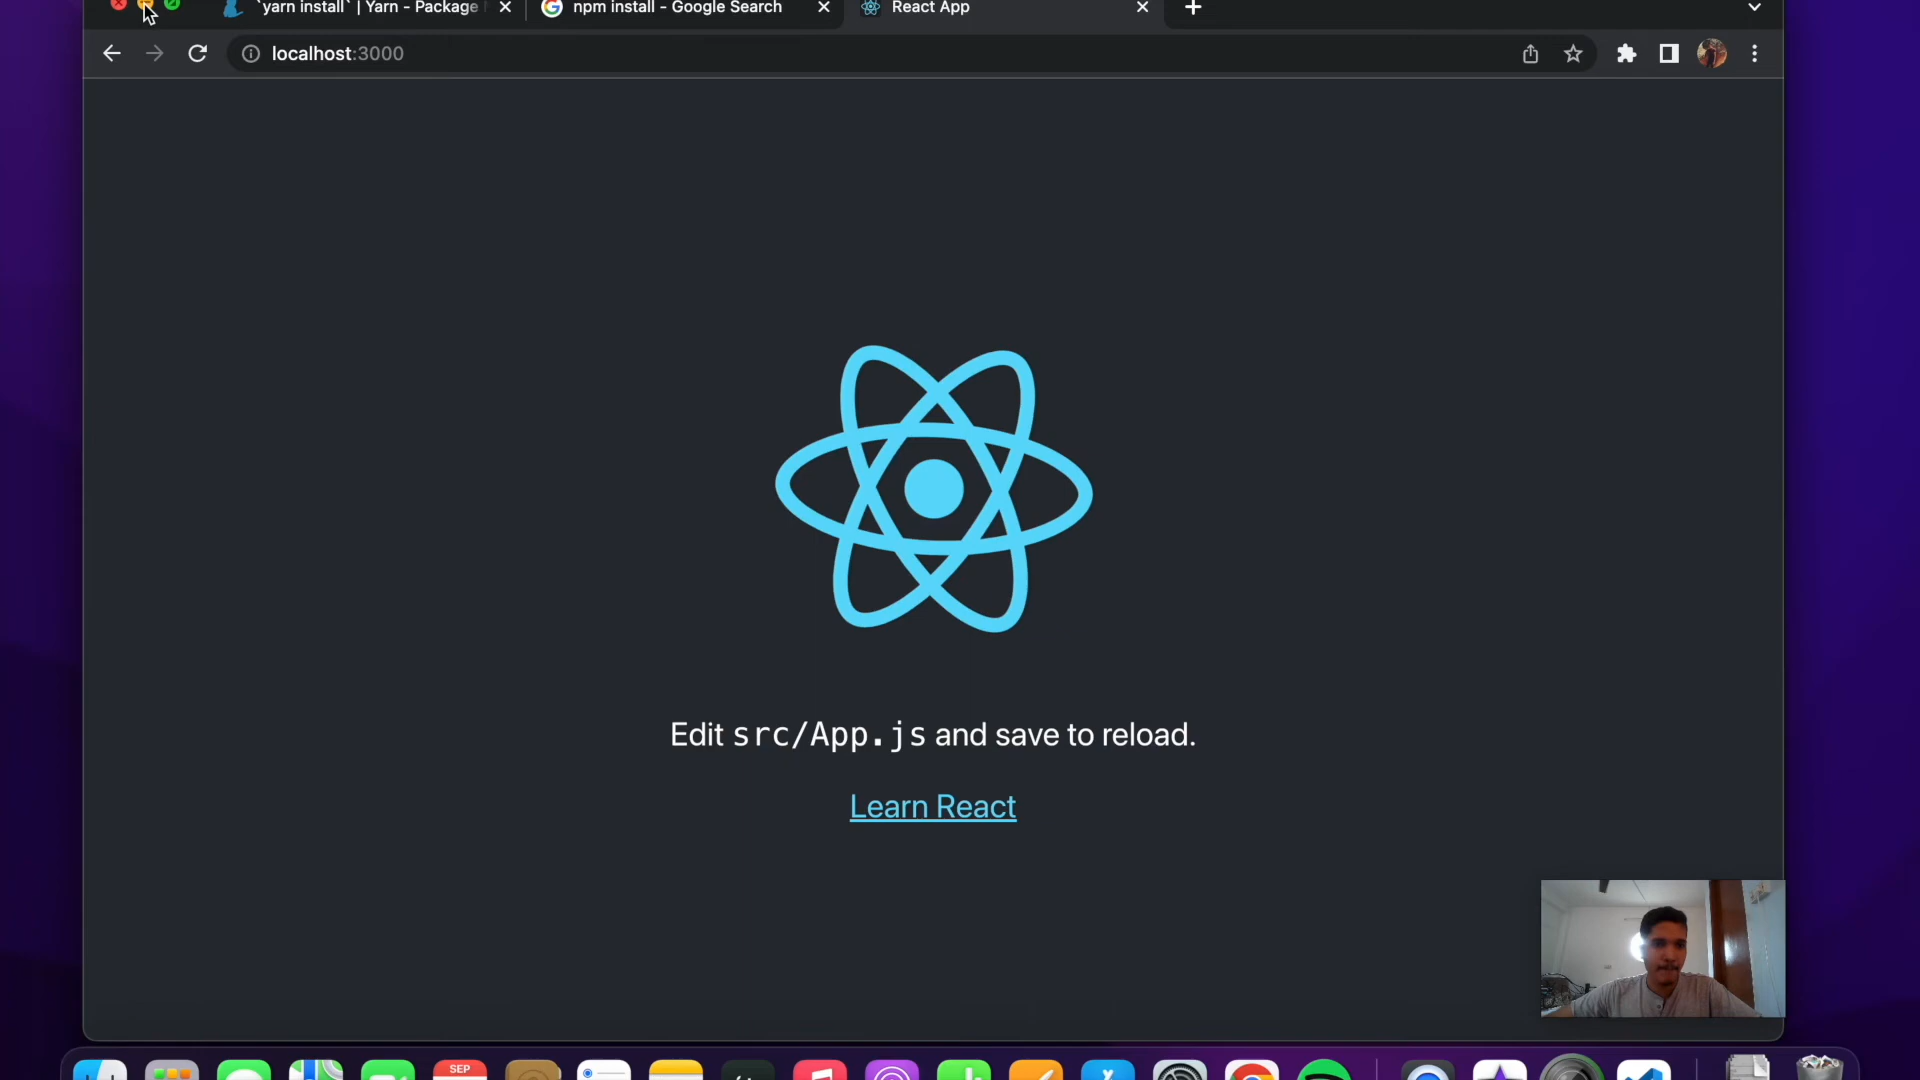 `yarn install` | Yarn - Package
npm install - Google Search
React App
localhost:3000
Edit src/App.js and save to reload.
Learn React
SEP